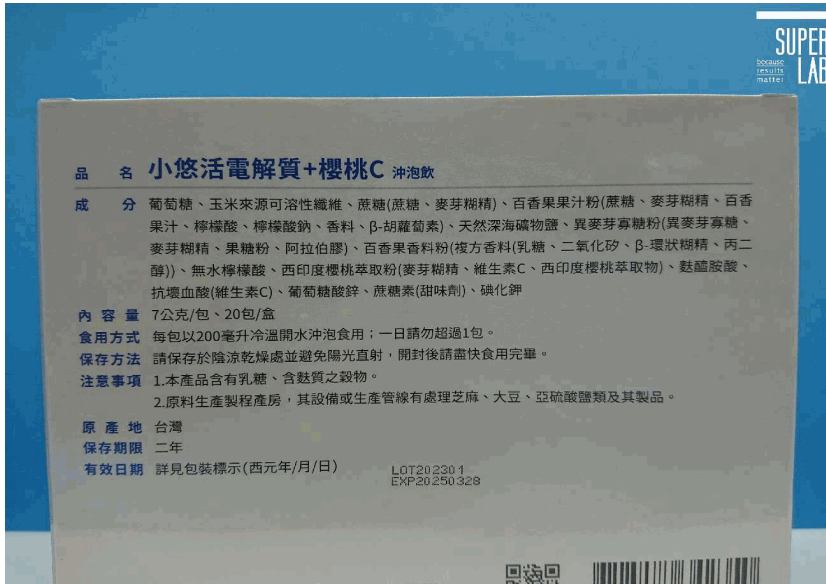 SUPER
LAB
because
results
matter
品名 小悠活電解質+櫻桃C 沖泡飲
成分 葡萄糖、玉米來源可溶性纖維、蔗糖(蔗糖、麥芽糊精)、百香果果汁粉(蔗糖、麥芽糊精、百香
果汁、檸檬酸、檸檬酸鈉、香料、β-胡蘿蔔素)、天然深海礦物鹽、異麥芽寡糖粉(異麥芽寡糖、
麥芽糊精、果糖粉、阿拉伯膠)、百香果香料粉(複方香料(乳糖、二氧化矽、β-環狀糊精、丙二
醇))、無水檸檬酸、西印度櫻桃萃取粉(麥芽糊精、維生素C、西印度櫻桃萃取物)、麩醯胺酸、
抗壞血酸(維生素C)、葡萄糖酸鋅、蔗糖素(甜味劑)、碘化鉀
內容量 7公克/包、20包/盒
食用方式 每包以200毫升冷溫開水沖泡食用；一日請勿超過1包。
保存方法 請保存於陰涼乾燥處並避免陽光直射，開封後請盡快食用完畢。
注意事項 1.本產品含有乳糖、含麩質之穀物。
2.原料生產製程產房，其設備或生產管線有處理芝麻、大豆、亞硫酸鹽類及其製品。
原產地 台灣
保存期限 二年
有效日期 詳見包裝標示(西元年/月/日)
LOT202301
EXP20250328